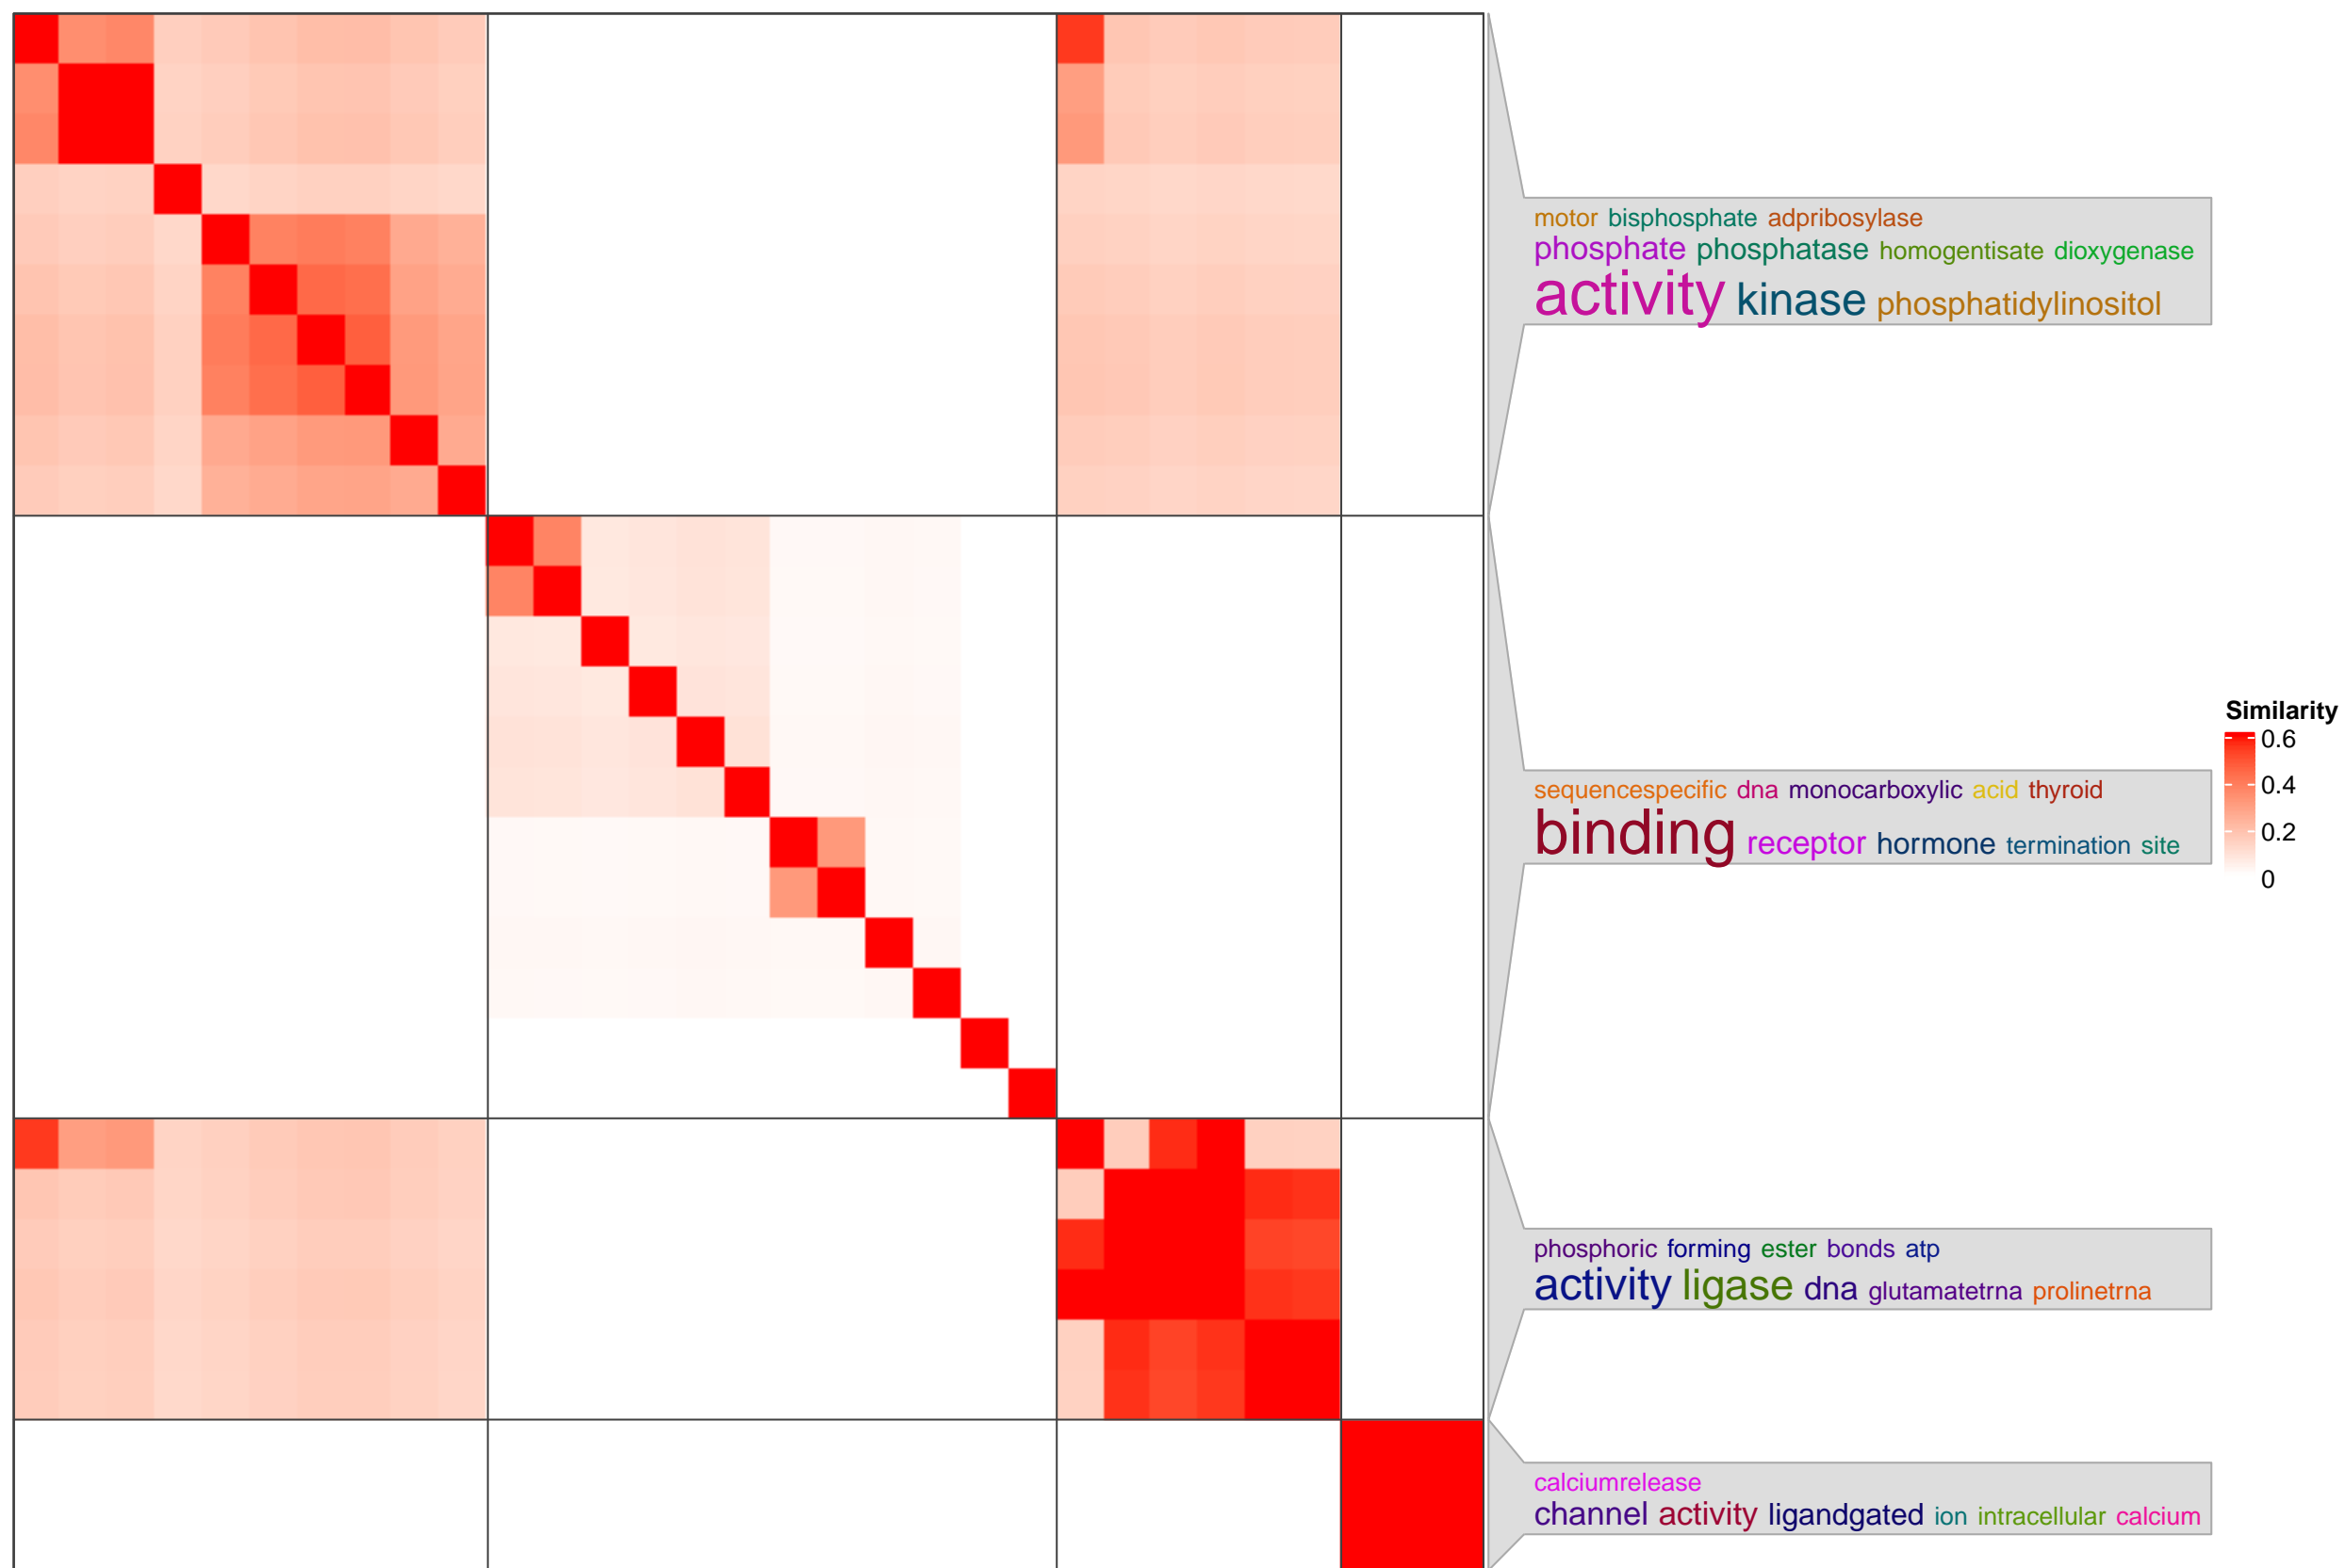 motor bisphosphate adpribosylase
phosphate phosphatase homogentisate dioxygenase
activity kinase phosphatidylinositol
sequencespecific dna monocarboxylic acid thyroid
binding receptor hormone termination site
phosphoric forming ester bonds atp
activity ligase dna glutamatetrna prolinetrna
calciumrelease
channel activity ligandgated ion intracellular calcium
Similarity
0.6
0.4
0.2
0